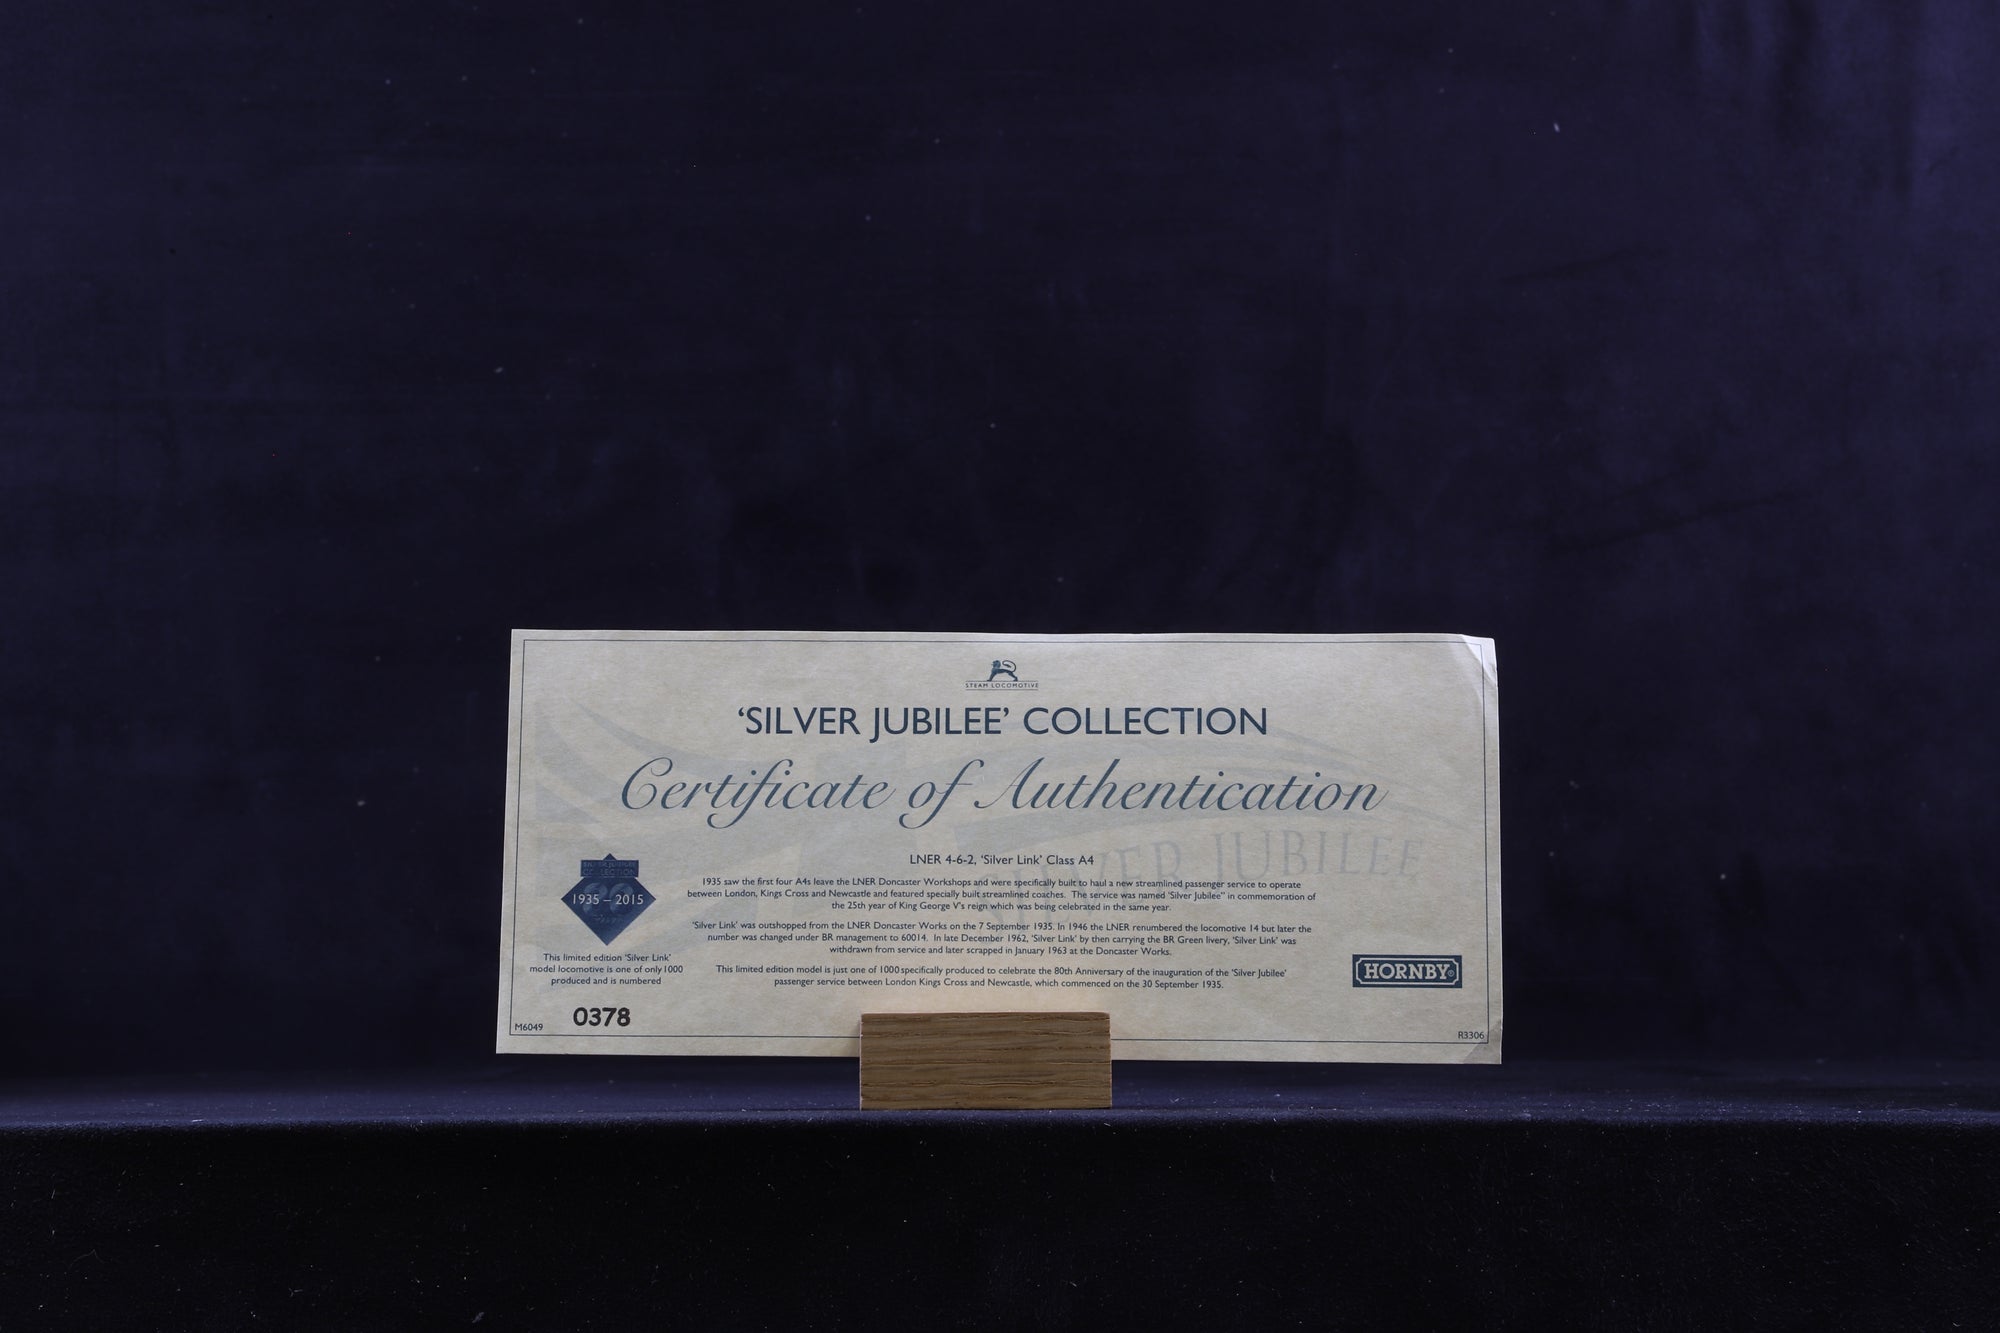 STEAM LOCOMOTIVE
‘SILVER JUBILEE’ COLLECTION
Certificate of Authentication
SILVER JUBILEE
LNER 4-6-2, ‘Silver Link’ Class A4
1935 saw the first four A4s leave the LNER Doncaster Workshops and were specifically built to haul a new streamlined passenger service to operate
between London, Kings Cross and Newcastle and featured specially built streamlined coaches. The service was named ‘Silver Jubilee” in commemoration of
the 25th year of King George V's reign which was being celebrated in the same year.
‘Silver Link’ was outshopped from the LNER Doncaster Works on the 7 September 1935. In 1946 the LNER renumbered the locomotive 14 but later the
number was changed under BR management to 60014. In late December 1962, ‘Silver Link’ by then carrying the BR Green livery, ‘Silver Link’ was
withdrawn from service and later scrapped in January 1963 at the Doncaster Works.
This limited edition model is just one of 1000 specifically produced to celebrate the 80th Anniversary of the inauguration of the ‘Silver Jubilee’
passenger service between London Kings Cross and Newcastle, which commenced on the 30 September 1935.
SILVER JUBILEE
COLLECTION
80
1935 – 2015
This limited edition ‘Silver Link’
model locomotive is one of only 1000
produced and is numbered
0378
M6049
HORNBY®
R3306